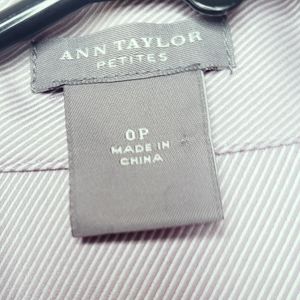 ANN TAYLOR
PETITES
0P
MADE IN
CHINA